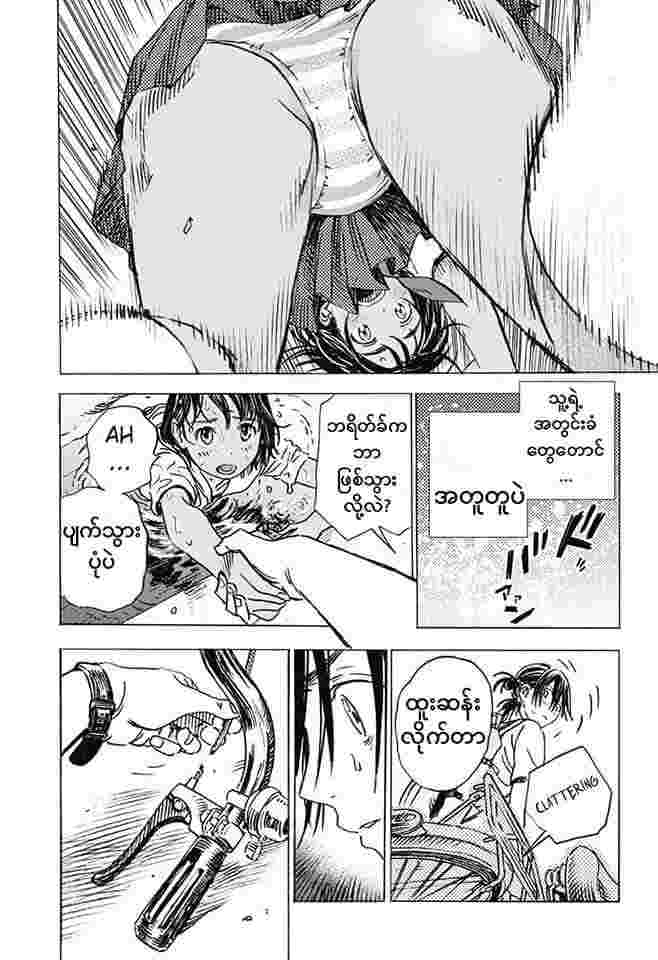 သူ့ရဲ့
အတွင်းခံ
တွေတောင်
...
အတူတူပဲ
ဘရိတ်ခ်က
ဘာ
ဖြစ်သွား
လို့လဲ?
AH
...
ပျက်သွား
ပုံပဲ
ထူးဆန်း
လိုက်တာ
CLATTERING